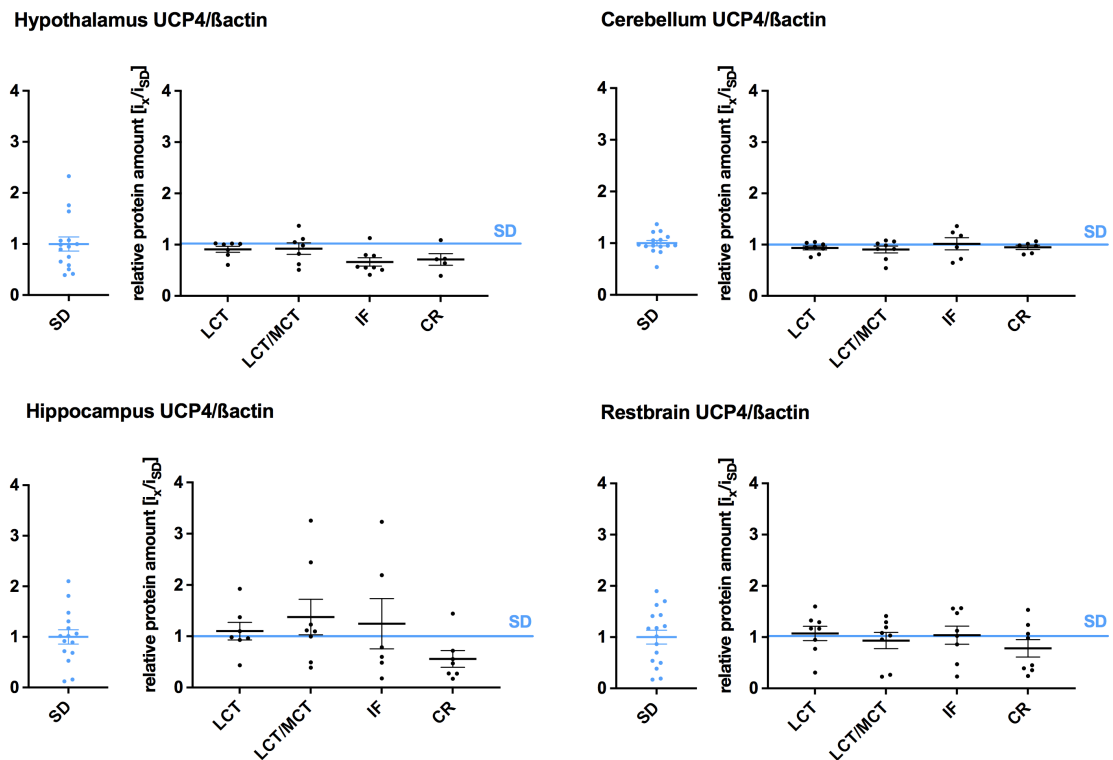 Hypothalamus UCP4/ßactin
4
3
2
1
0
SD
relative protein amount [ix/iSD]
4
3
2
1
0
SD
LCT
LCT/MCT
IF
CR
Cerebellum UCP4/ßactin
4
3
2
1
0
SD
relative protein amount [ix/iSD]
4
3
2
1
0
SD
LCT
LCT/MCT
IF
CR
Hippocampus UCP4/ßactin
4
3
2
1
0
SD
relative protein amount [ix/iSD]
4
3
2
1
0
SD
LCT
LCT/MCT
IF
CR
Restbrain UCP4/ßactin
4
3
2
1
0
SD
relative protein amount [ix/iSD]
4
3
2
1
0
SD
LCT
LCT/MCT
IF
CR